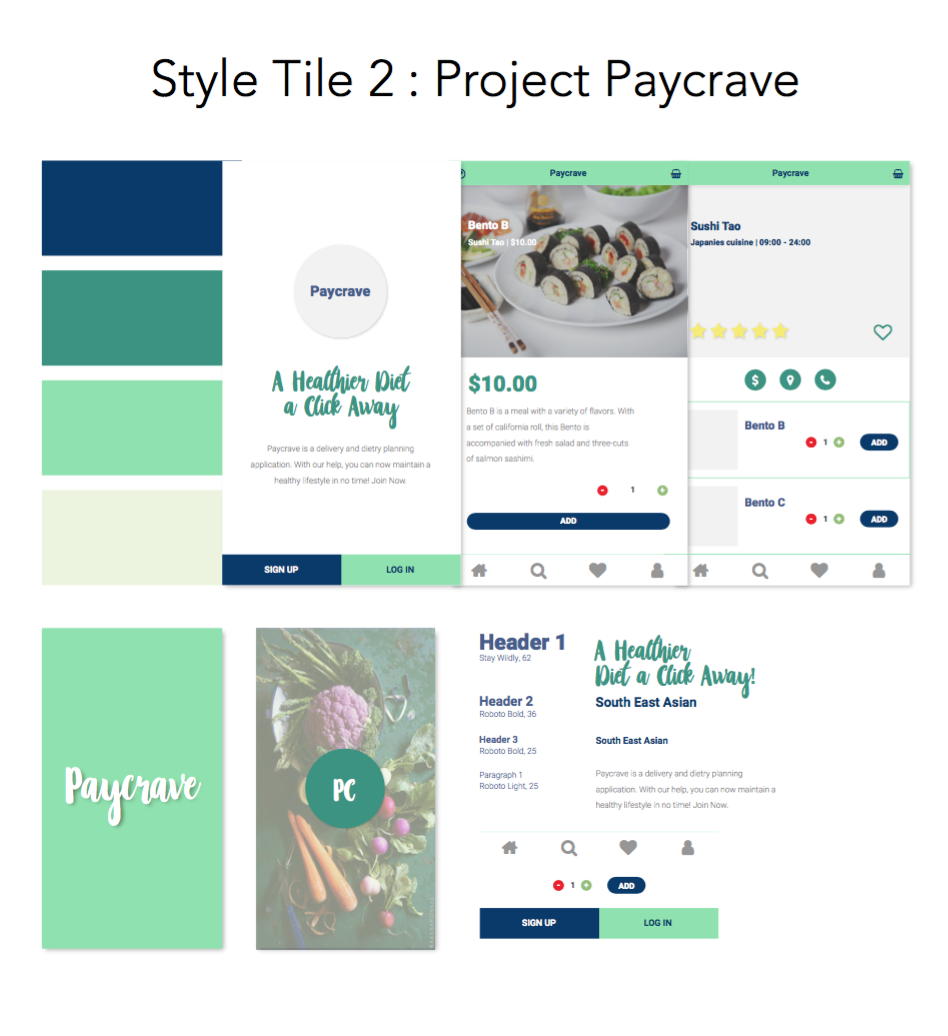 Style Tile 2 : Project Paycrave
Paycrave
A Healthier Diet
a Click Away
Paycrave is a delivery and dietry planning
application. With our help, you can now maintain a
healthy lifestyle in no time! Join Now.
SIGN UP
LOG IN
Paycrave
Bento B
Sushi Tao | $10.00
$10.00
Bento B is a meal with a variety of flavors. With
a set of california roll, this Bento is
accompanied with fresh salad and three-cuts
of salmon sashimi.
1
ADD
Paycrave
Sushi Tao
Japanies cuisine | 09:00 - 24:00
$
Bento B
1
ADD
Bento C
1
ADD
Paycrave
PC
Header 1
Stay Wildly, 62
A Healthier
Diet a Click Away!
Header 2
Roboto Bold, 36
South East Asian
Header 3
Roboto Bold, 25
South East Asian
Paragraph 1
Roboto Light, 25
Paycrave is a delivery and dietry planning
application. With our help, you can now maintain a
healthy lifestyle in no time! Join Now.
1
ADD
SIGN UP
LOG IN